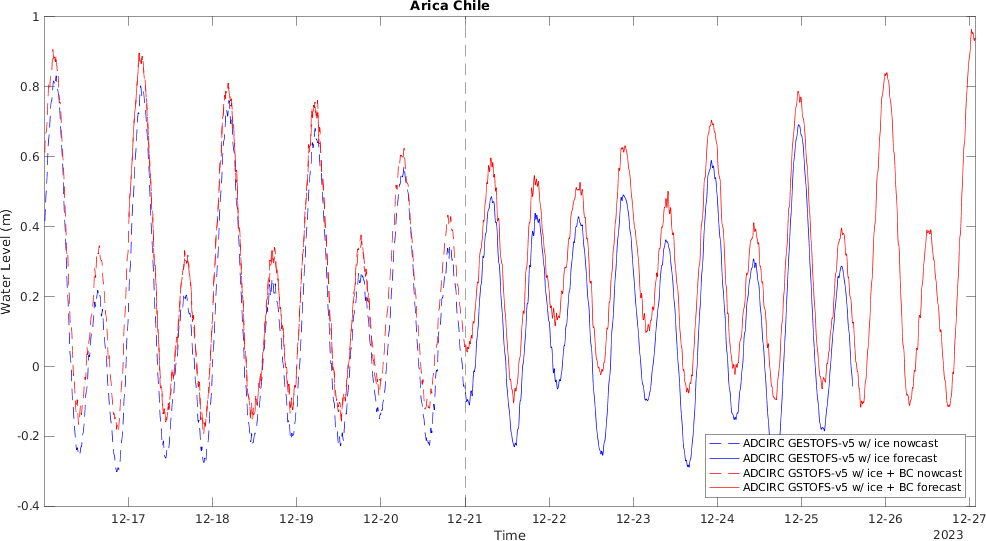 Arica Chile
1
0.8
0.6
0.4
0.2
0
-0.2
-0.4
Water Level (m)
12-17 12-18 12-19 12-20 12-21 12-22 12-23 12-24 12-25 12-26 12-27
Time
2023
ADCIRC GESTOFS-v5 w/ ice nowcast
ADCIRC GESTOFS-v5 w/ ice forecast
ADCIRC GSTOFS-v5 w/ ice + BC nowcast
ADCIRC GSTOFS-v5 w/ ice + BC forecast